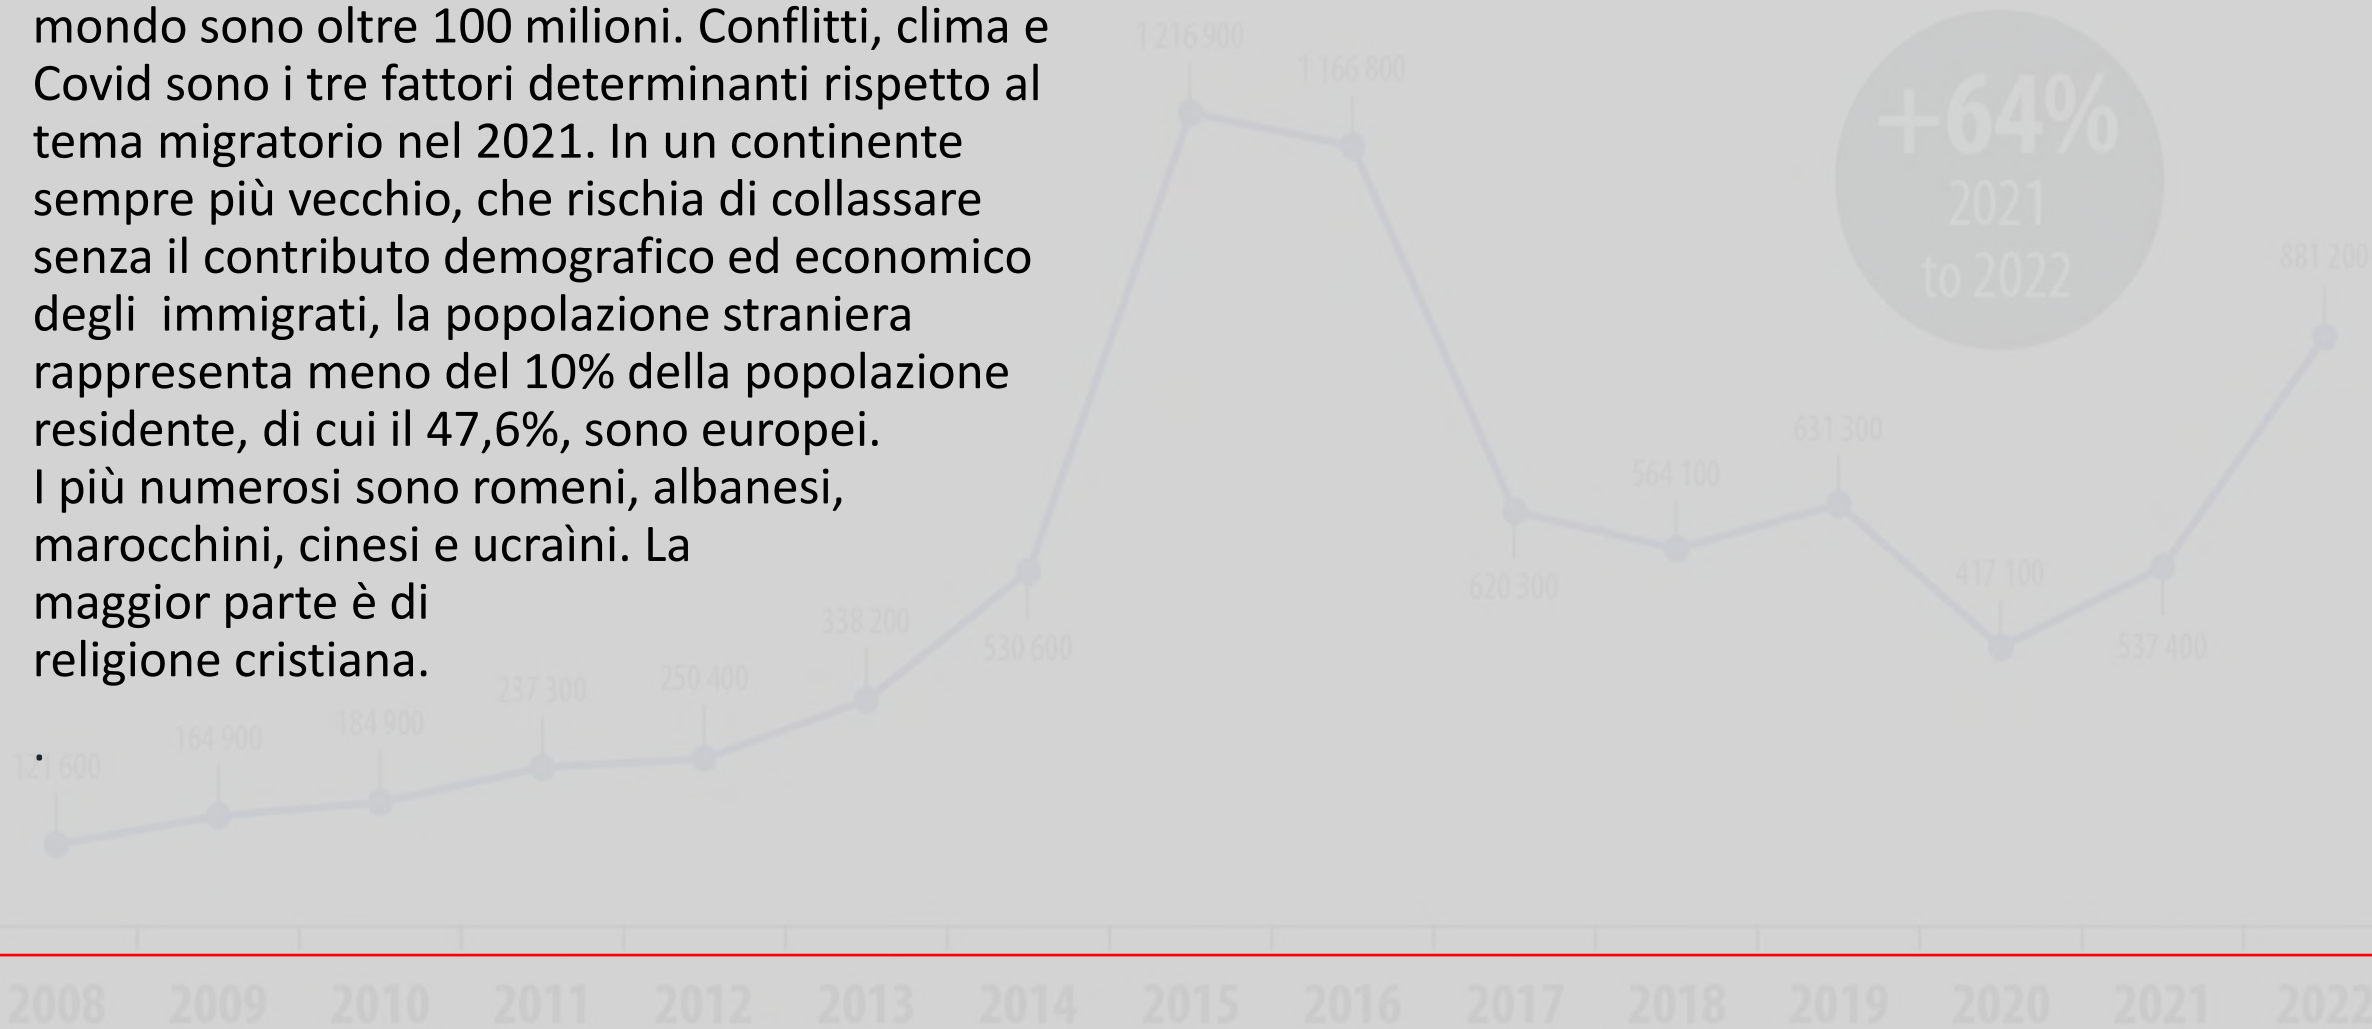 mondo sono oltre 100 milioni. Conflitti, clima e
Covid sono i tre fattori determinanti rispetto al
tema migratorio nel 2021. In un continente
sempre più vecchio, che rischia di collassare
senza il contributo demografico ed economico
degli  immigrati, la popolazione straniera
rappresenta meno del 10% della popolazione
residente, di cui il 47,6%, sono europei.
I più numerosi sono romeni, albanesi,
marocchini, cinesi e ucraìni. La
maggior parte è di
religione cristiana.
.
1 216 900
1 166 800
+64%
2021
to 2022
881 200
631 300
564 100
620 300
417 100
537 400
338 200
530 600
237 300
250 400
164 900
184 900
121 600
2008 2009 2010 2011 2012 2013 2014 2015 2016 2017 2018 2019 2020 2021 2022